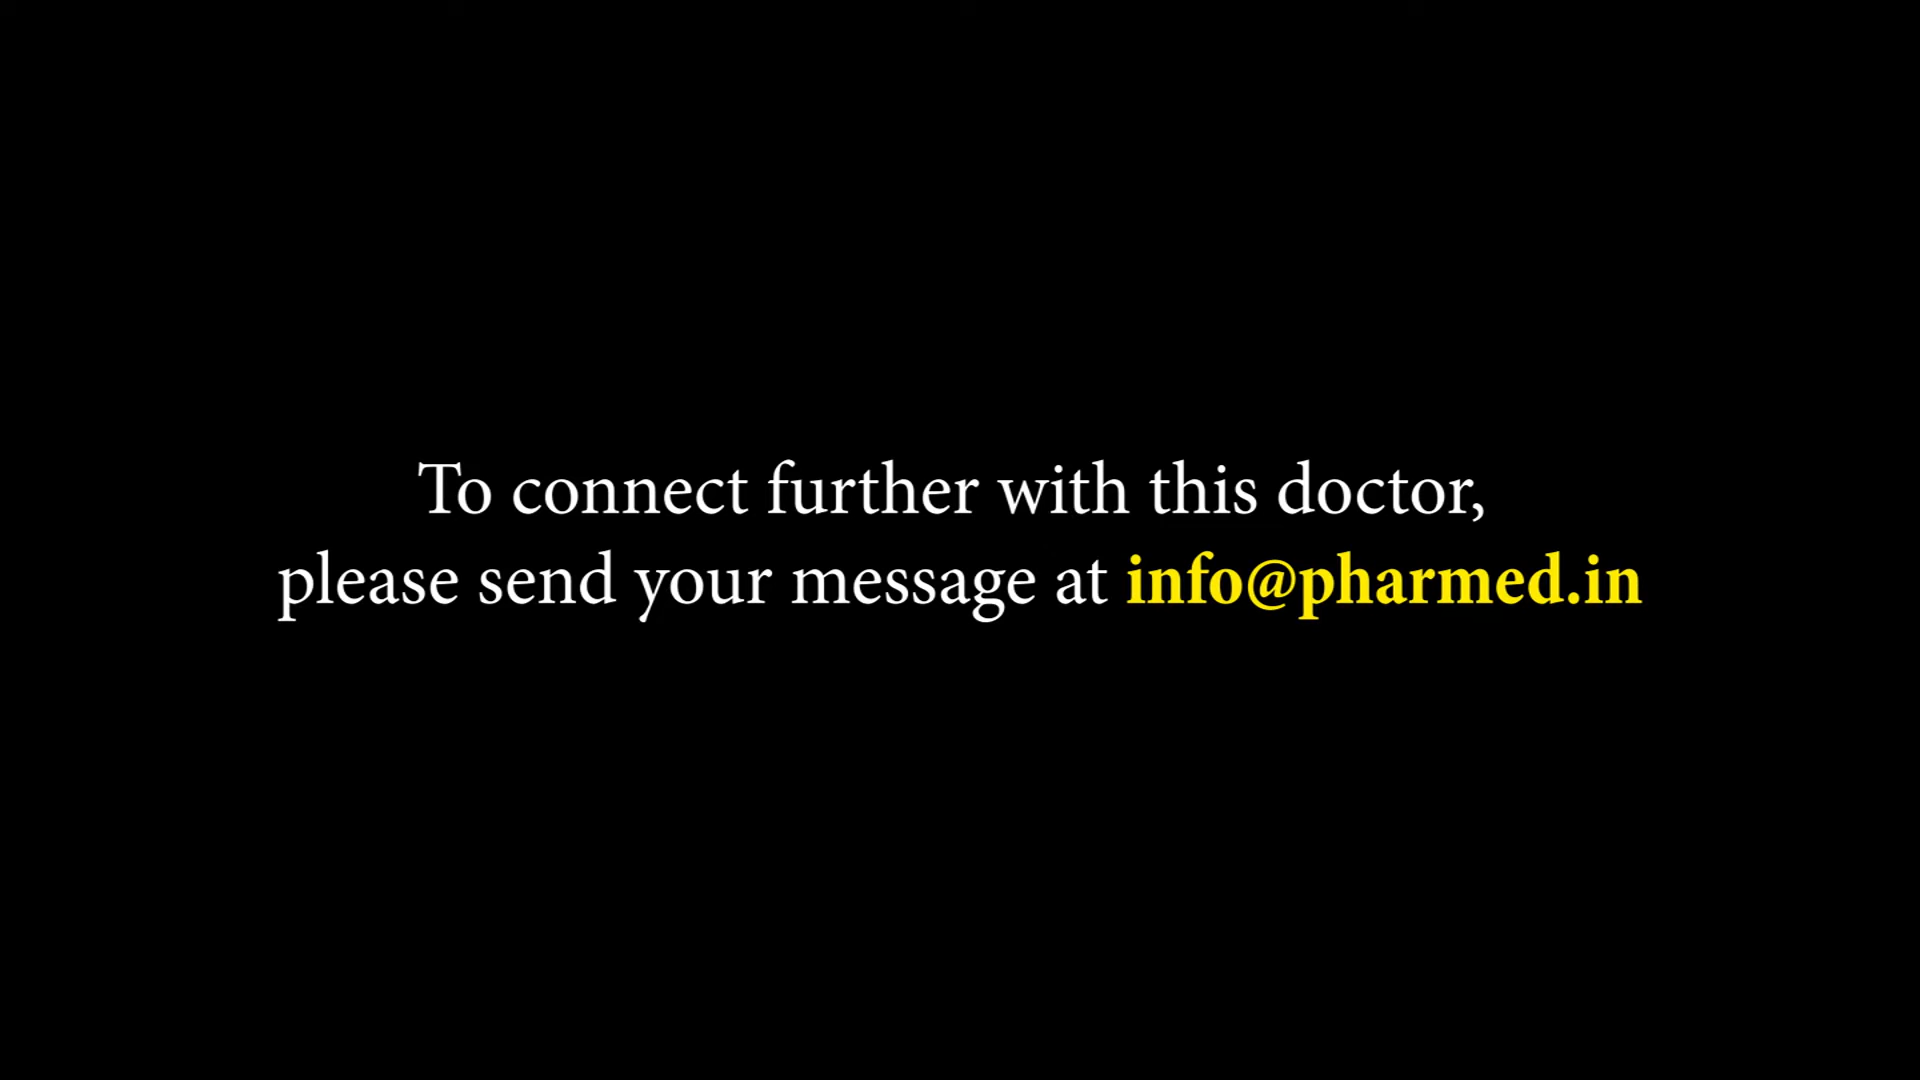 To connect further with this doctor,
please send your message at info@pharmed.in